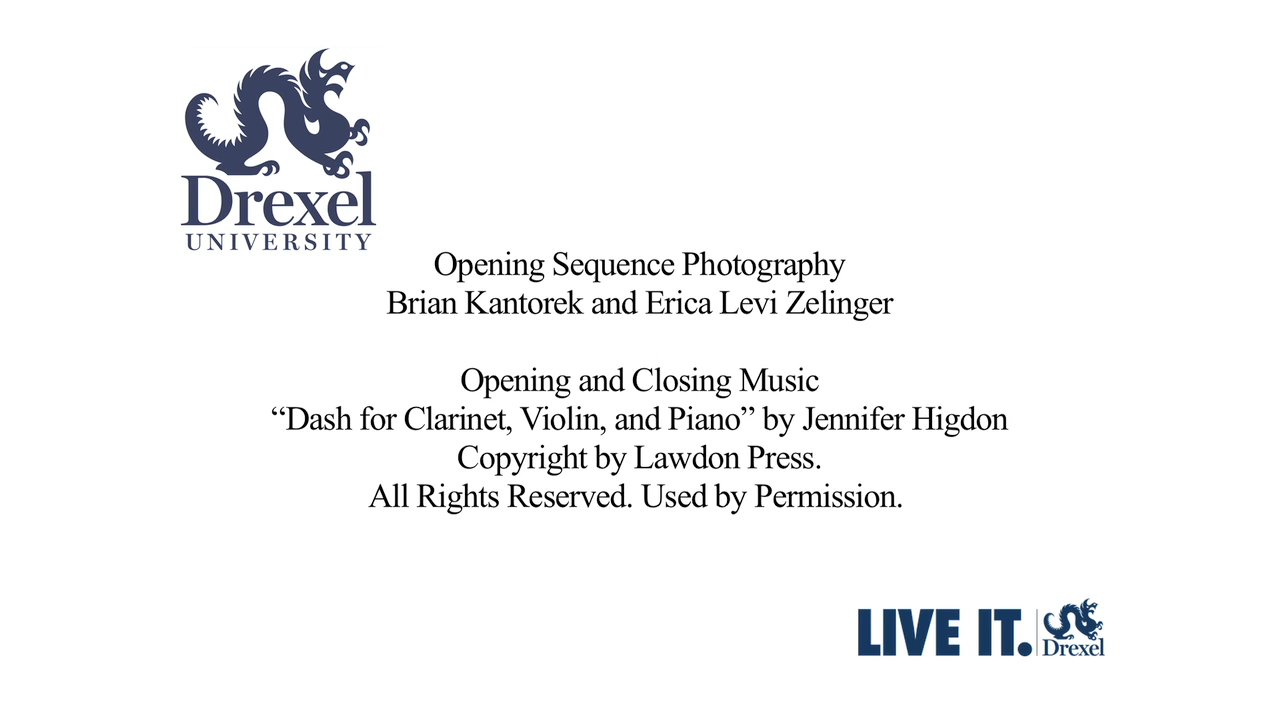 Drexel
UNIVERSITY
Opening Sequence Photography
Brian Kantorek and Erica Levi Zelinger
Opening and Closing Music
“Dash for Clarinet, Violin, and Piano” by Jennifer Higdon
Copyright by Lawdon Press.
All Rights Reserved. Used by Permission.
LIVE IT.
Drexel